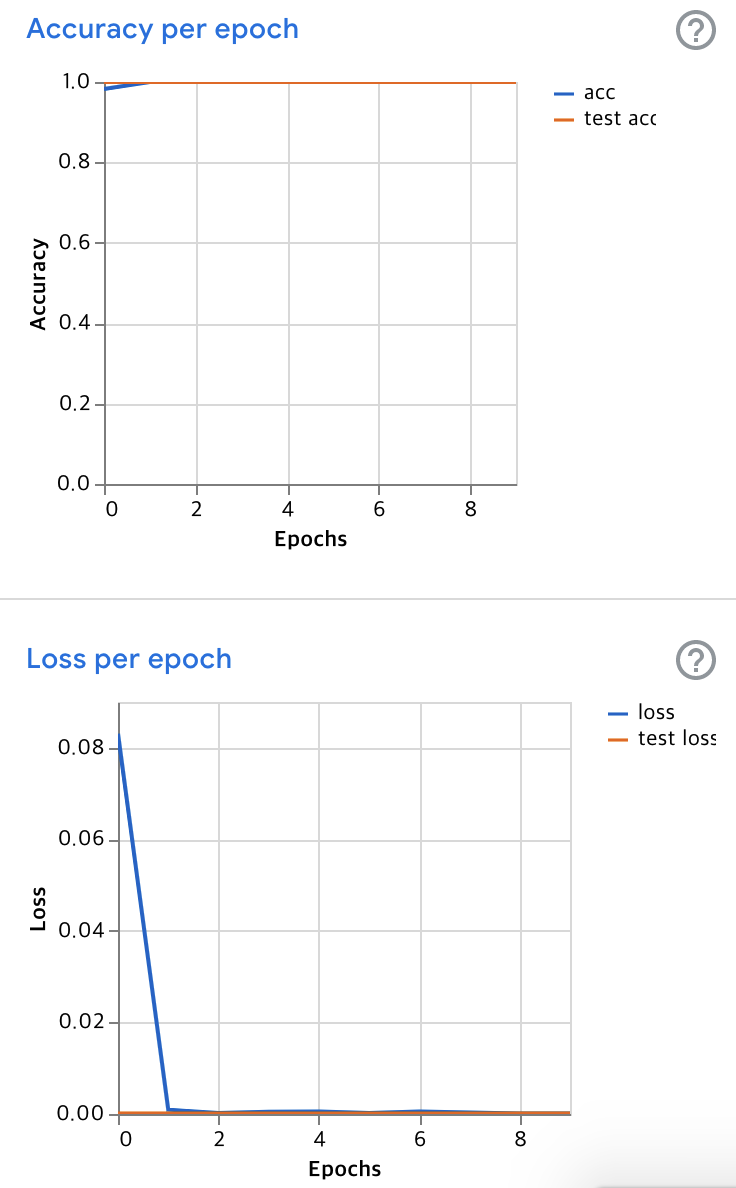 Accuracy per epoch
?
1.0
0.8
0.6
0.4
0.2
0.0
Accuracy
0 2 4 6 8
Epochs
acc
test acc
Loss per epoch
?
0.08
0.06
0.04
0.02
0.00
Loss
0 2 4 6 8
Epochs
loss
test loss